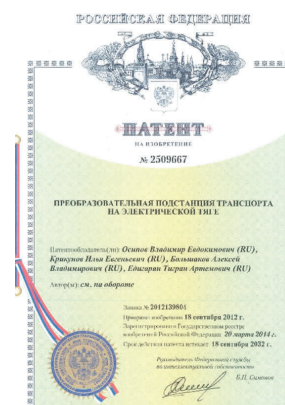 РОССИЙСКАЯ ФЕДЕРАЦИЯ
ПАТЕНТ
НА ИЗОБРЕТЕНИЕ
№ 2509667
ПРЕОБРАЗОВАТЕЛЬНАЯ ПОДСТАНЦИЯ ТРАНСПОРТА
НА ЭЛЕКТРИЧЕСКОЙ ТЯГЕ
Патентообладатель(ли): Осипов Владимир Евдокимович (RU),
Крикунов Илья Евгеньевич (RU), Большаков Алексей
Владимирович (RU), Едигарян Тигран Артемович (RU)
Автор(ы): см. на обороте
Заявка № 2012139804
Приоритет изобретения 18 сентября 2012 г.
Зарегистрировано в Государственном реестре
изобретений Российской Федерации 20 марта 2014 г.
Срок действия патента истекает 18 сентября 2032 г.
Руководитель Федеральной службы
по интеллектуальной собственности
Б.П. Симонов